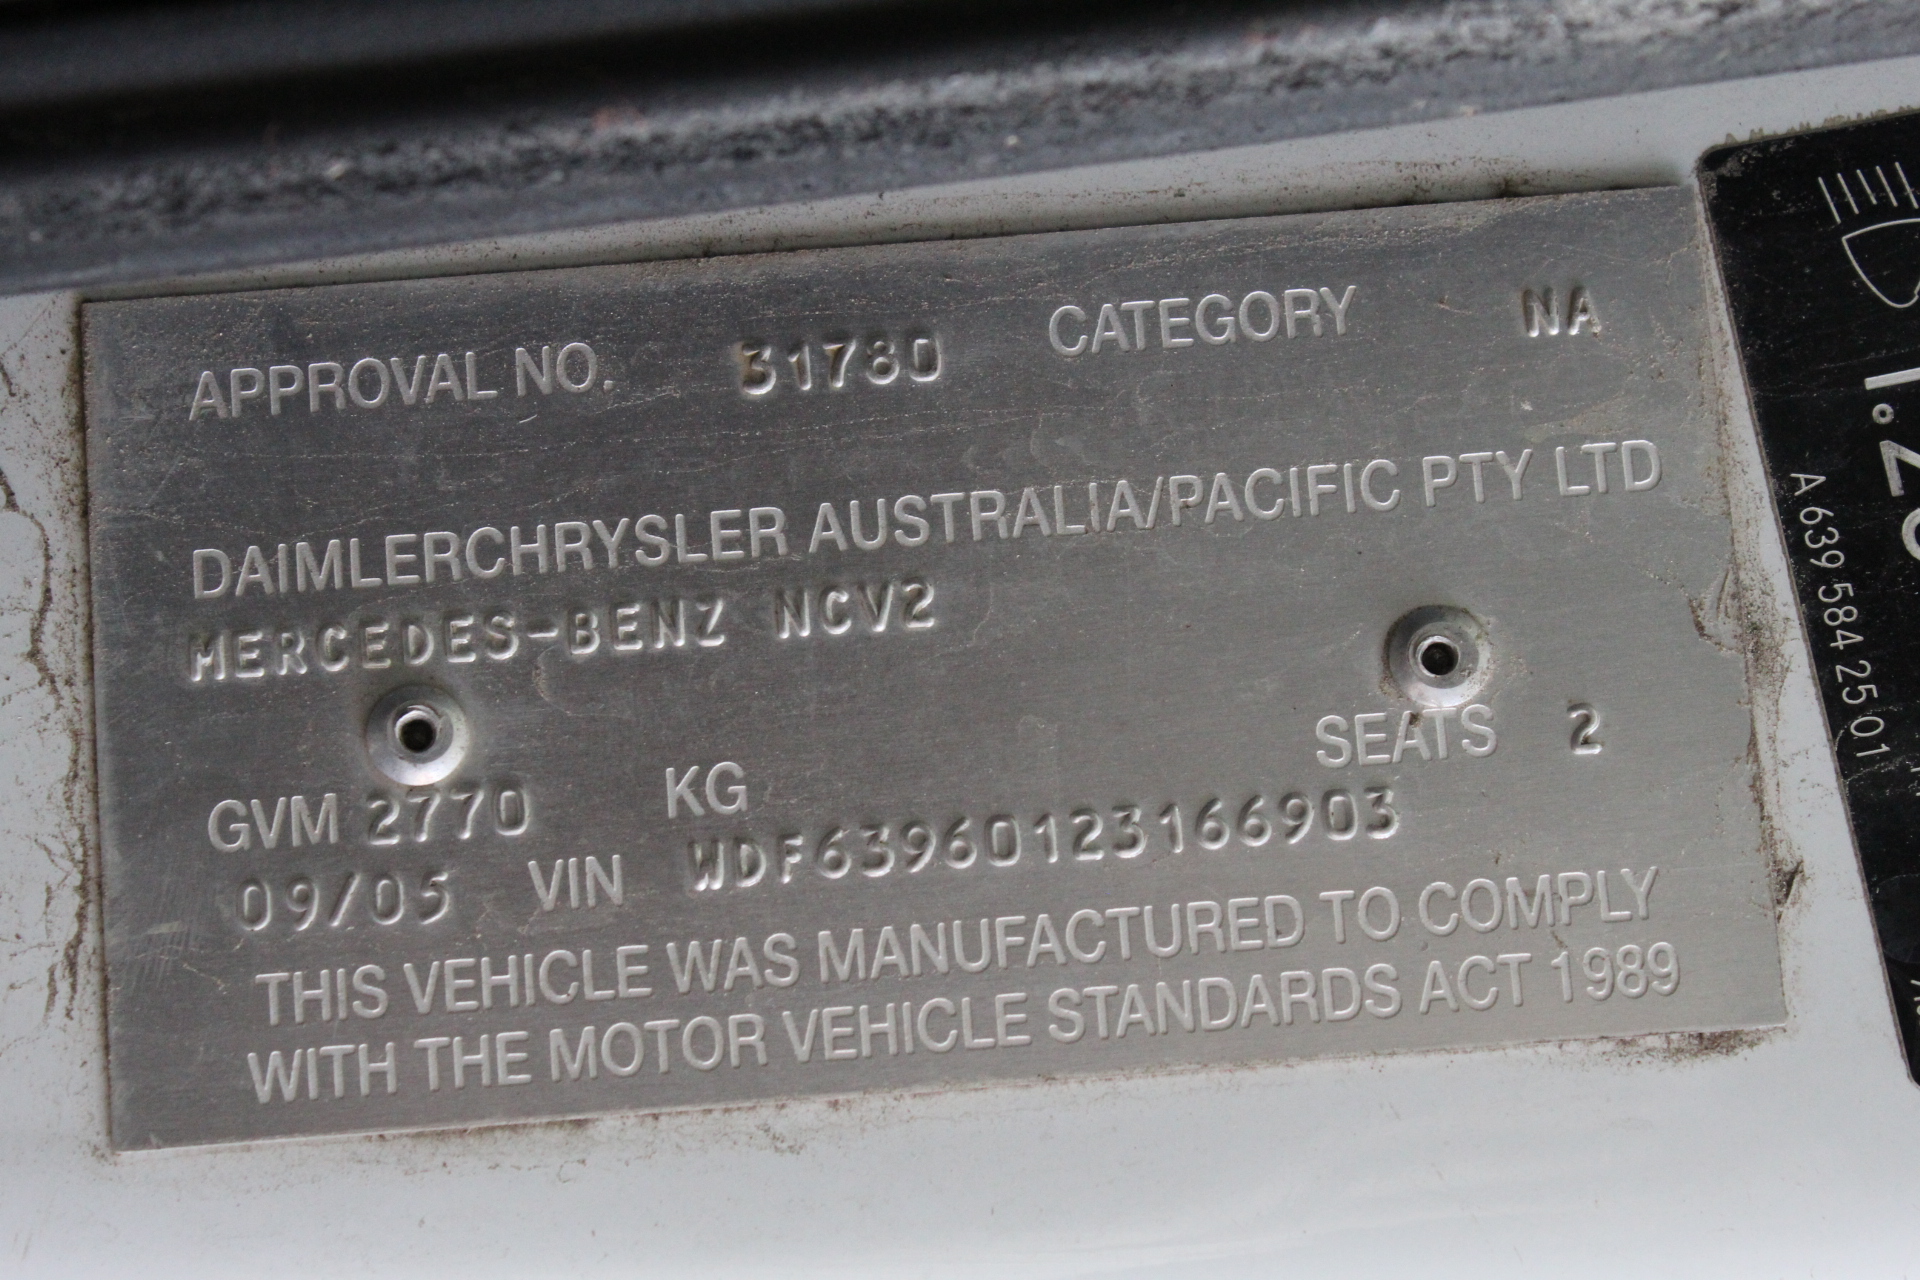 APPROVAL NO. 31780 CATEGORY NA
DAIMLERCHRYSLER AUSTRALIA/PACIFIC PTY LTD
MERCEDES-BENZ NCV2
SEATS 2
GVM 2770 KG
09/05 VIN WDF63960123166903
THIS VEHICLE WAS MANUFACTURED TO COMPLY
WITH THE MOTOR VEHICLE STANDARDS ACT 1989
A 639 584 25 01